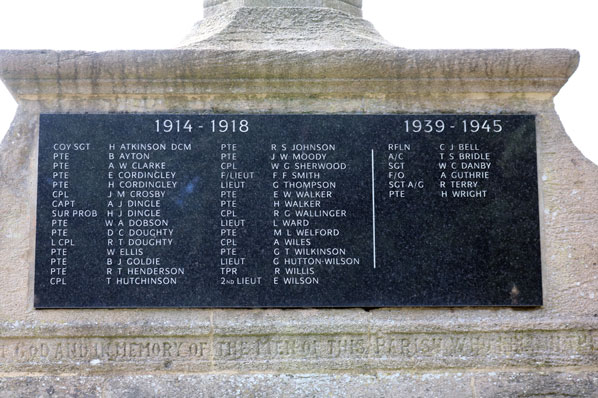 1914 - 1918
COY SGT H ATKINSON DCM
PTE B AYTON
PTE A W CLARKE
PTE E CORDINGLEY
PTE H CORDINGLEY
CPL J M CROSBY
CAPT A J DINGLE
SUR PROB H J DINGLE
PTE W A DOBSON
PTE D C DOUGHTY
L CPL R T DOUGHTY
PTE W ELLIS
PTE B J GOLDIE
PTE R T HENDERSON
CPL T HUTCHINSON
PTE R S JOHNSON
PTE J W MOODY
CPL W G SHERWOOD
F/LIEUT F F SMITH
LIEUT G THOMPSON
PTE E W WALKER
PTE H WALKER
CPL R G WALLINGER
LIEUT L WARD
PTE M L WELFORD
CPL A WILES
PTE G T WILKINSON
LIEUT G HUTTON-WILSON
TPR R WILLIS
2ND LIEUT E WILSON
1939 - 1945
RFLN C J BELL
A/C T S BRIDLE
SGT W C DANBY
F/O A GUTHRIE
SGT A/G R TERRY
PTE H WRIGHT
GOD AND IN MEMORY OF THE MEN OF THIS PARISH